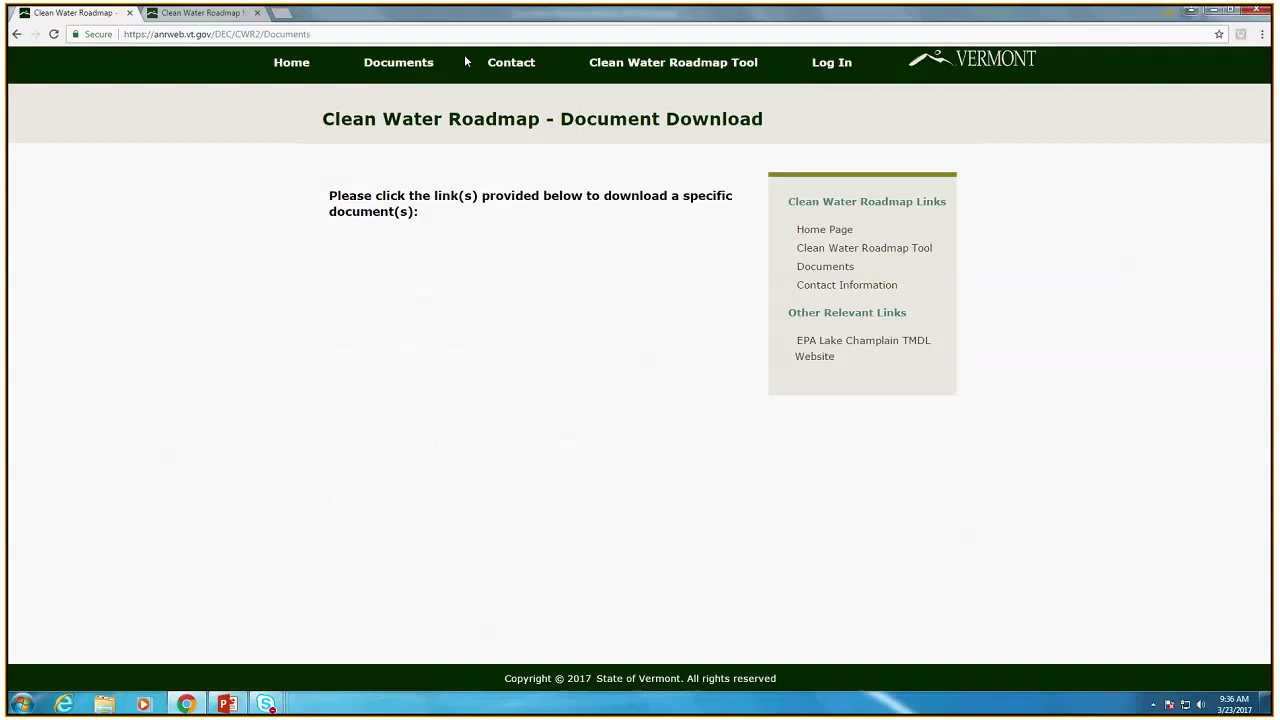 Clean Water Roadmap -
Clean Water Roadmap
Secure https://anrweb.vt.gov/DEC/CWR2/Documents
Home Documents Contact Clean Water Roadmap Tool Log In VERMONT
Clean Water Roadmap - Document Download
Please click the link(s) provided below to download a specific
document(s):
Clean Water Roadmap Links
Home Page
Clean Water Roadmap Tool
Documents
Contact Information
Other Relevant Links
EPA Lake Champlain TMDL
Website
Copyright © 2017 State of Vermont. All rights reserved
9:36 AM
3/23/2017